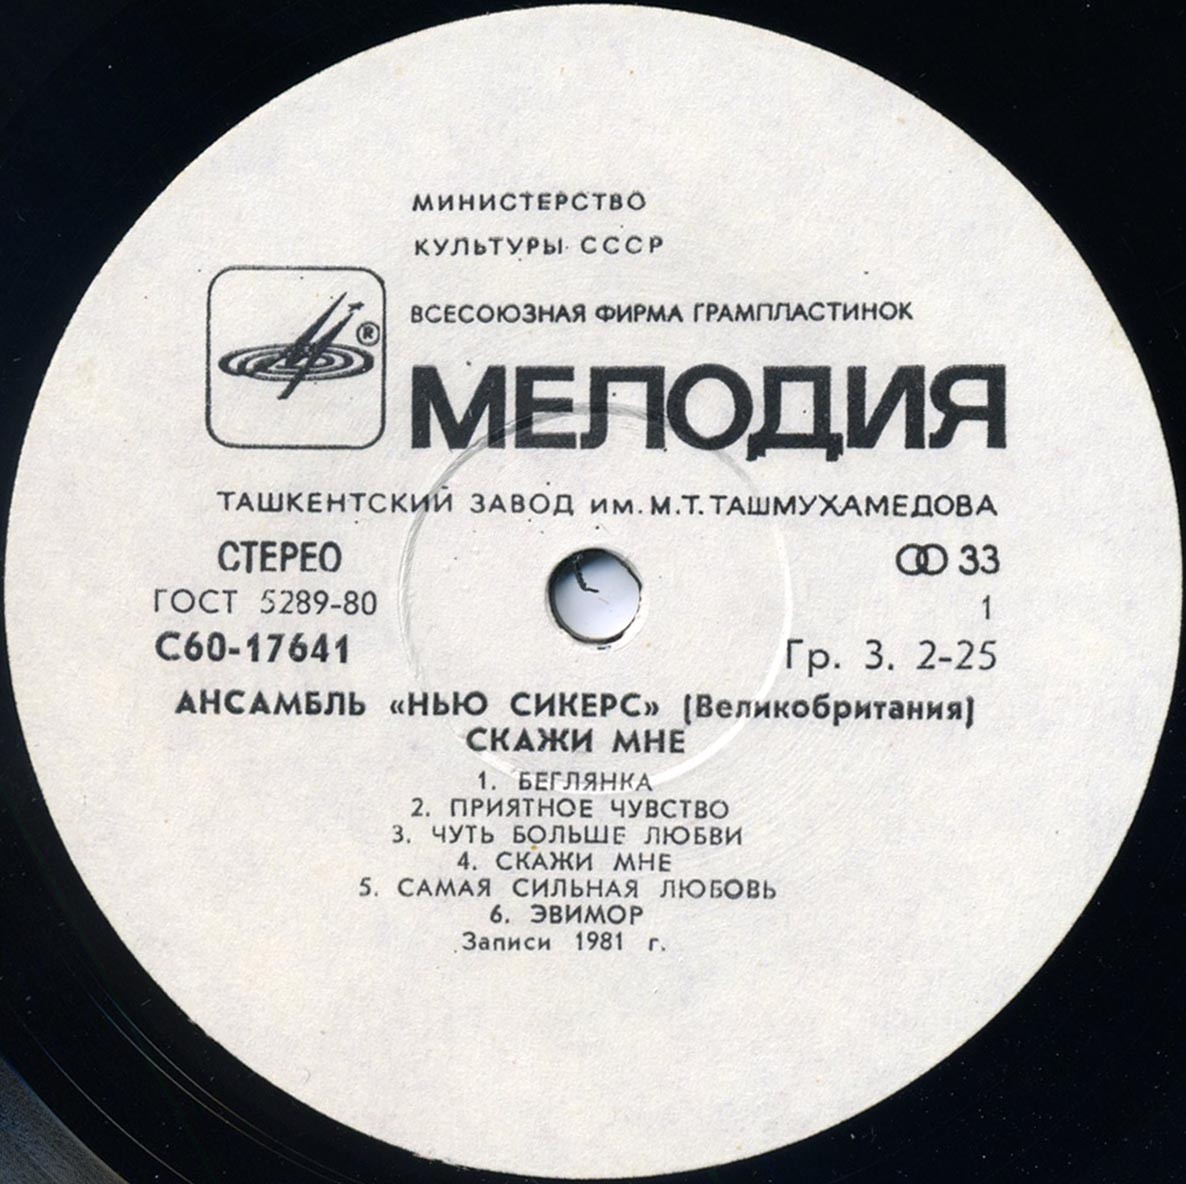 МИНИСТЕРСТВО
КУЛЬТУРЫ СССР
ВСЕСОЮЗНАЯ ФИРМА ГРАМПЛАСТИНОК
®
МЕЛОДИЯ
ТАШКЕНТСКИЙ ЗАВОД им. М.Т. ТАШМУХАМЕДОВА
СТЕРЕО 33
ГОСТ 5289-80 1
С60-17641 Гр. 3. 2-25
АНСАМБЛЬ «НЬЮ СИКЕРС» (Великобритания)
СКАЖИ МНЕ
1. БЕГЛЯНКА
2. ПРИЯТНОЕ ЧУВСТВО
3. ЧУТЬ БОЛЬШЕ ЛЮБВИ
4. СКАЖИ МНЕ
5. САМАЯ СИЛЬНАЯ ЛЮБОВЬ
6. ЭВИМОР
Записи 1981 г.